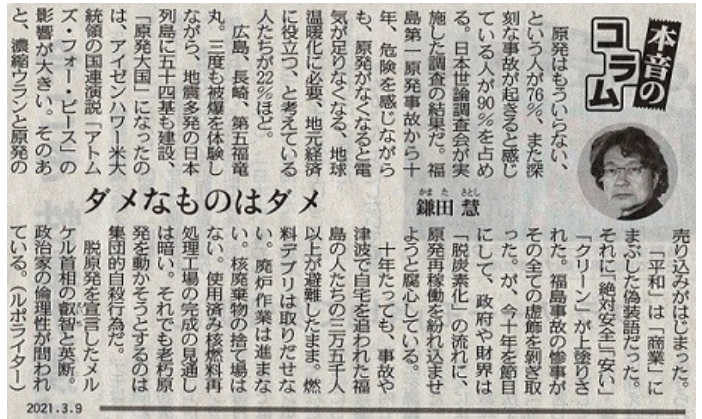 本音の
コラム
鎌田 慧
かまた さとし
ダメなものはダメ
原発はもういらない、
という人が76%、また深
刻な事故が起きると感じ
ている人が90%を占め
る。日本世論調査会が実
施した調査の結果だ。福
島第一原発事故から十
年、危険を感じながら
も、原発がなくなると電
気が足りなくなる、地球
温暖化に必要、地元経済
に役立つ、と考えている
人たちが22%ほど。
広島、長崎、第五福竜
丸。三度も被爆を体験し
ながら、地震多発の日本
列島に五十四基も建設、
「原発大国」になったの
は、アイゼンハワー米大
統領の国連演説「アトム
ズ・フォー・ピース」の
影響が大きい。そのあ
と、濃縮ウランと原発の
売り込みがはじまった。
「平和」は「商業」に
まぶした偽装語だった。
それに「絶対安全」「安い」
「クリーン」が上塗りさ
れた。福島事故の惨事が
その全ての虚飾を剝ぎ取
った。が、今十年を節目
にして、政府や財界は
「脱炭素化」の流れに、
原発再稼働を紛れ込ませ
ようと腐心している。
十年たっても、事故や
津波で自宅を追われた福
島の人たちの三万五千人
以上が避難したまま。燃
料デブリは取りだせな
い。廃炉作業は進まな
い。核廃棄物の捨て場は
ない。使用済み核燃料再
処理工場の完成の見通し
は暗い。それでも老朽原
発を動かそうとするのは
集団的自殺行為だ。
脱原発を宣言したメル
ケル首相の叡智と英断。
政治家の倫理性が問われ
ている。（ルポライター）
2021.3.9